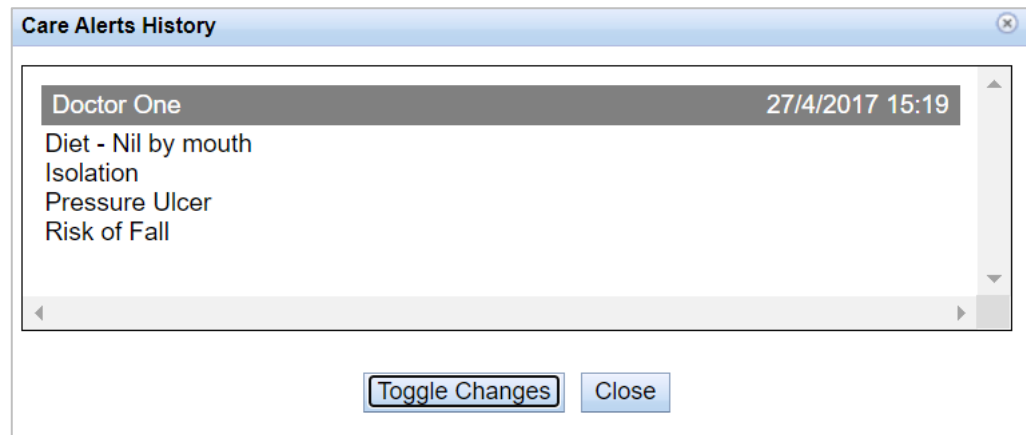 Care Alerts History
Doctor One 27/4/2017 15:19
Diet - Nil by mouth
Isolation
Pressure Ulcer
Risk of Fall
Toggle Changes Close